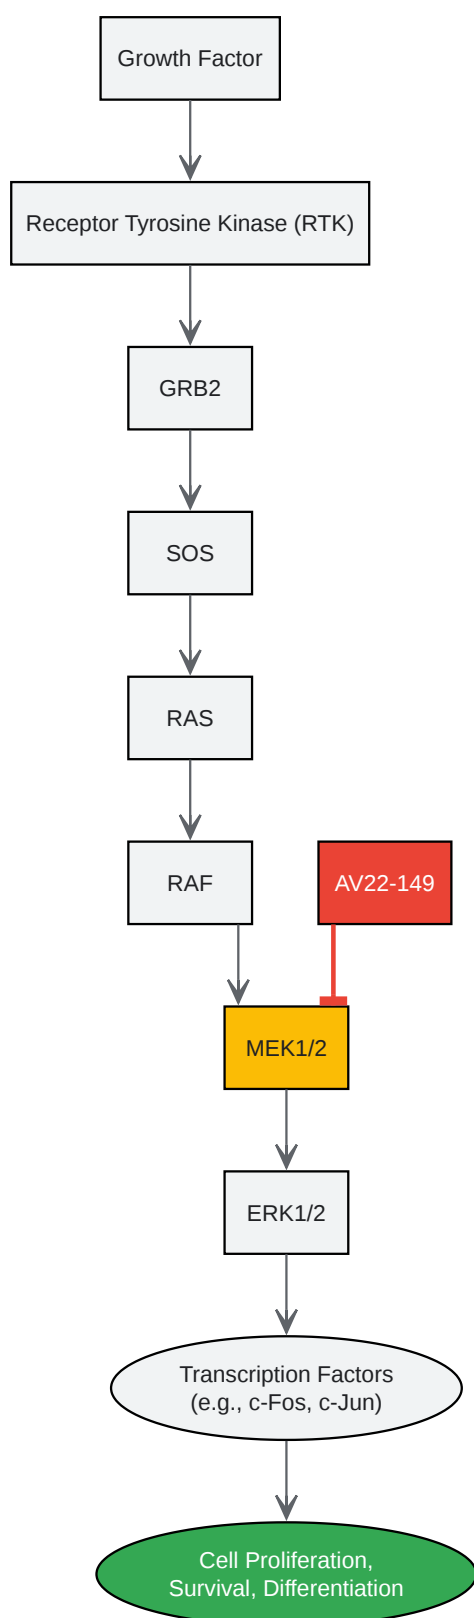 Growth Factor
Receptor Tyrosine Kinase (RTK)
GRB2
SOS
RAS
RAF
AV22-149
MEK1/2
ERK1/2
Transcription Factors
(e.g., c-Fos, c-Jun)
Cell Proliferation,
Survival, Differentiation